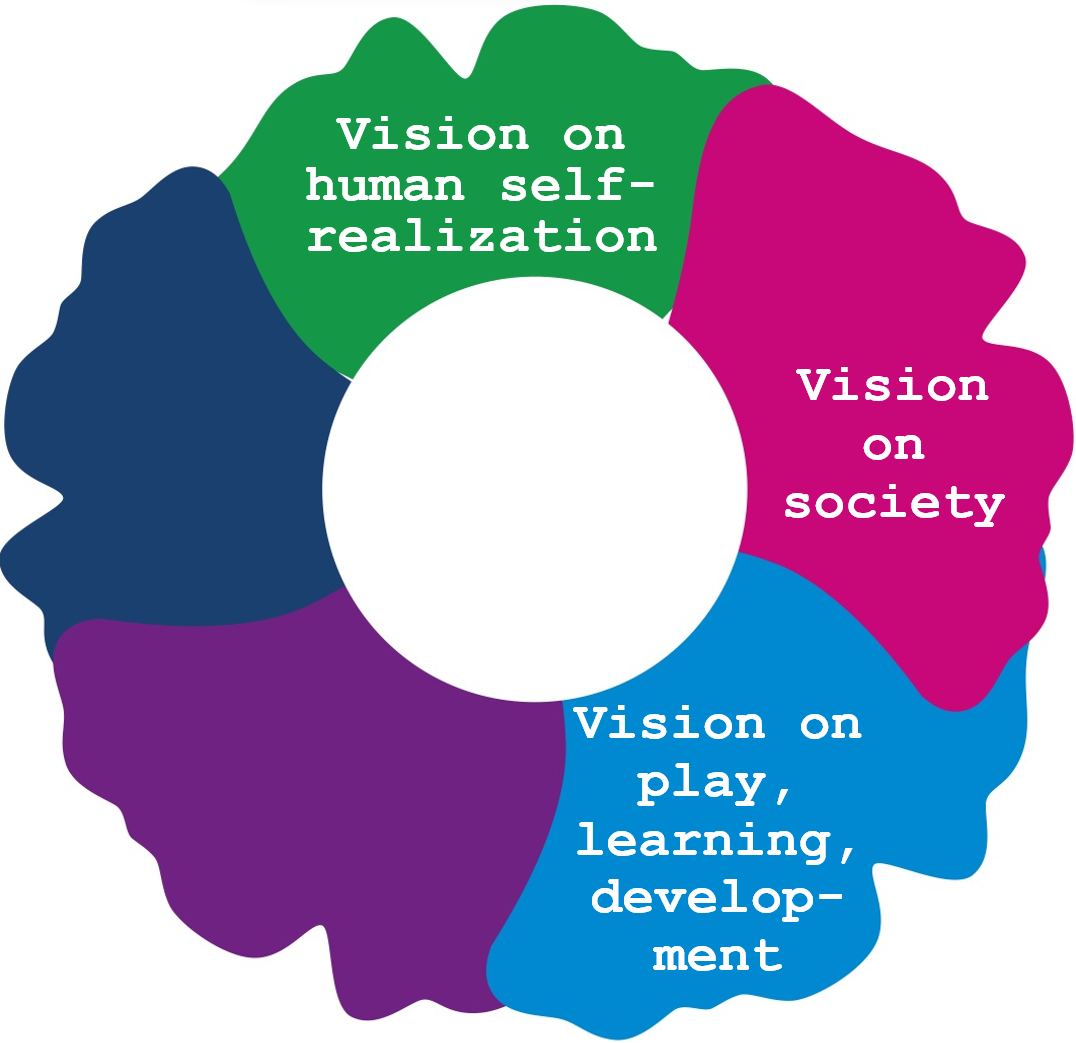 Vision on
human self-
realization
Vision
on
society
Vision on
play,
learning,
develop-
ment